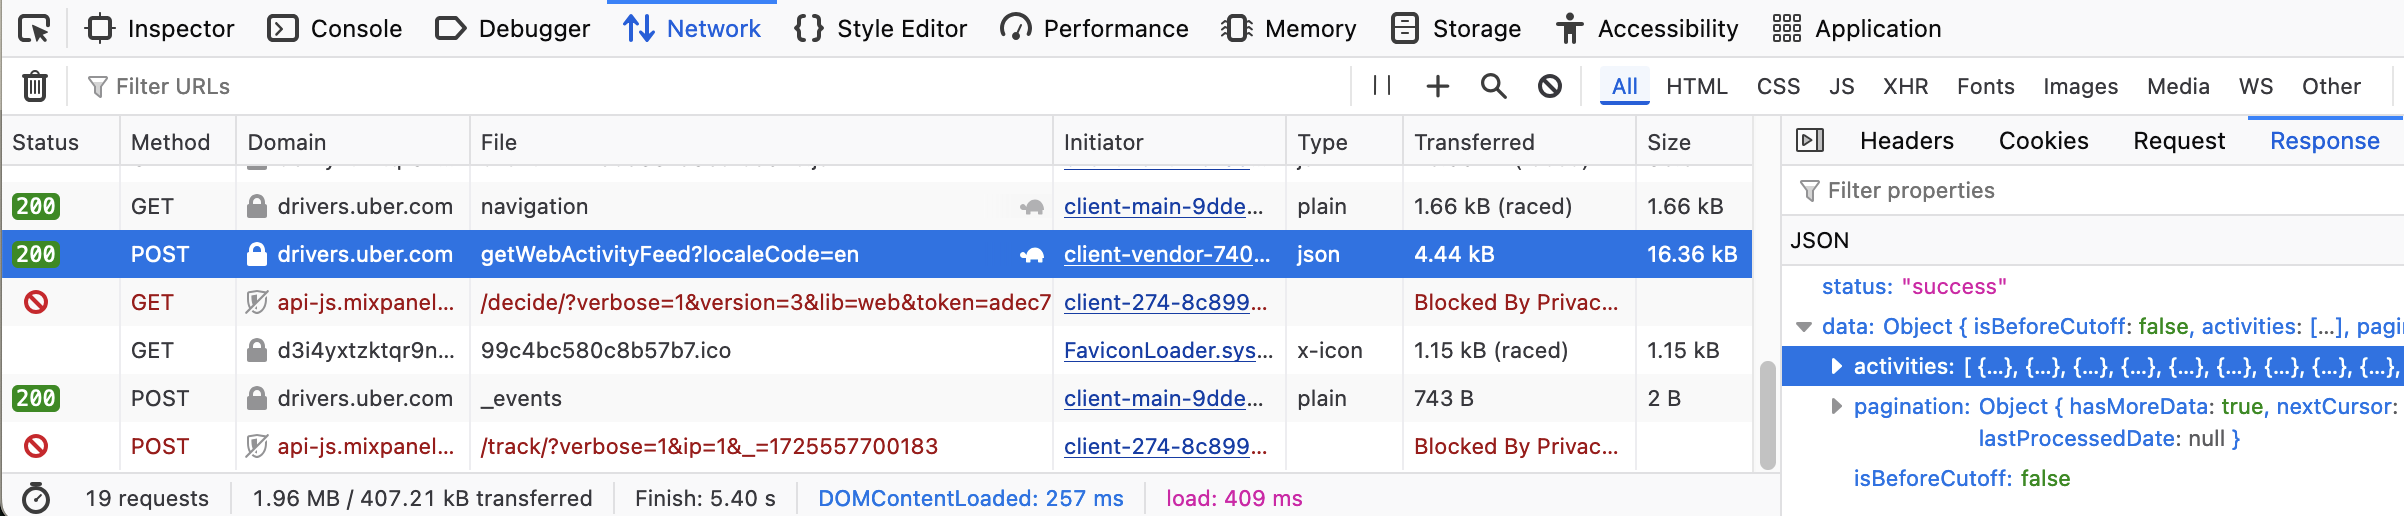 Inspector Console Debugger Network Style Editor Performance Memory Storage Accessibility Application
Filter URLs All HTML CSS JS XHR Fonts Images Media WS Other
Status Method Domain File Initiator Type Transferred Size
Headers Cookies Request Response
Filter properties
200 GET drivers.uber.com navigation client-main-9dde... plain 1.66 kB (raced) 1.66 kB
200 POST drivers.uber.com getWebActivityFeed?localeCode=en client-vendor-740... json 4.44 kB 16.36 kB
GET api-js.mixpanel... /decide/?verbose=1&version=3&lib=web&token=adec7 client-274-8c899... Blocked By Privac...
GET d3i4yxtzktqr9n... 99c4bc580c8b57b7.ico FaviconLoader.sys... x-icon 1.15 kB (raced) 1.15 kB
200 POST drivers.uber.com _events client-main-9dde... plain 743 B 2 B
POST api-js.mixpanel... /track/?verbose=1&ip=1&_=1725557700183 client-274-8c899... Blocked By Privac...
JSON
status: "success"
data: Object { isBeforeCutoff: false, activities: [...], pagi
activities: [ {...}, {...}, {...}, {...}, {...}, {...}, {...}, {...}, {...},
pagination: Object { hasMoreData: true, nextCursor:
lastProcessedDate: null }
isBeforeCutoff: false
19 requests 1.96 MB / 407.21 kB transferred Finish: 5.40 s DOMContentLoaded: 257 ms load: 409 ms